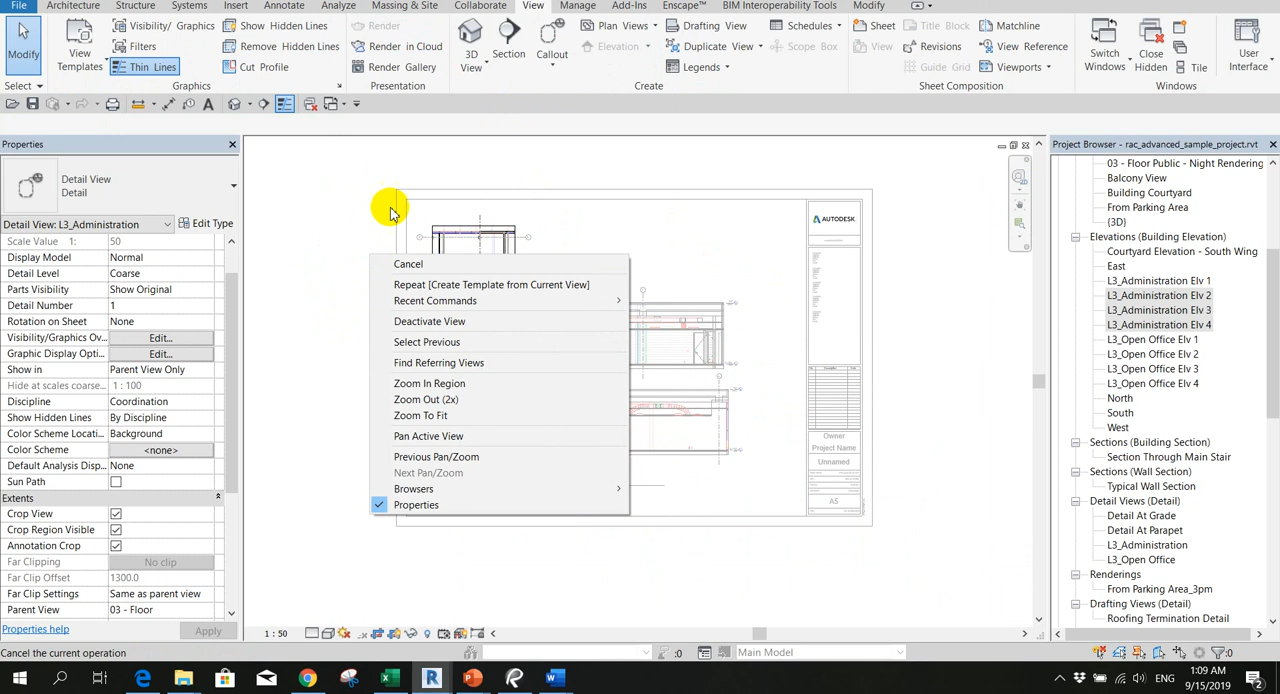 File Architecture Structure Systems Insert Annotate Analyze Massing & Site Collaborate View Manage Add-Ins Enscape™ BIM Interoperability Tools Modify
Modify
Select
View
Templates
Visibility/ Graphics
Filters
Thin Lines
Show Hidden Lines
Remove Hidden Lines
Cut Profile
Graphics
Render
Render in Cloud
Render Gallery
Presentation
3D
View
Section
Callout
Plan Views
Elevation
Drafting View
Duplicate View
Legends
Schedules
Scope Box
Create
Sheet
View
Title Block
Revisions
Guide Grid
Matchline
View Reference
Viewports
Sheet Composition
Switch
Windows
Close
Hidden
Tile
User
Interface
Windows
Properties
Detail View
Detail
Detail View: L3_Administration Edit Type
Scale Value 1: 50
Display Model Normal
Detail Level Coarse
Parts Visibility Show Original
Detail Number 1
Rotation on Sheet None
Visibility/Graphics Ov... Edit...
Graphic Display Opti... Edit...
Show in Parent View Only
Hide at scales coarse... 1 : 100
Discipline Coordination
Show Hidden Lines By Discipline
Color Scheme Locati... Background
Color Scheme <none>
Default Analysis Disp... None
Sun Path
Extents
Crop View
Crop Region Visible
Annotation Crop
Far Clipping No clip
Far Clip Offset 1300.0
Far Clip Settings Same as parent view
Parent View 03 - Floor
Properties help Apply
Cancel
Repeat [Create Template from Current View]
Recent Commands
Deactivate View
Select Previous
Find Referring Views
Zoom In Region
Zoom Out (2x)
Zoom To Fit
Pan Active View
Previous Pan/Zoom
Next Pan/Zoom
Browsers
Properties
AUTODESK
Owner
Project Name
Unnamed
A5
Project Browser - rac_advanced_sample_project.rvt
03 - Floor Public - Night Rendering
Balcony View
Building Courtyard
From Parking Area
{3D}
Elevations (Building Elevation)
Courtyard Elevation - South Wing
East
L3_Administration Elv 1
L3_Administration Elv 2
L3_Administration Elv 3
L3_Administration Elv 4
L3_Open Office Elv 1
L3_Open Office Elv 2
L3_Open Office Elv 3
L3_Open Office Elv 4
North
South
West
Sections (Building Section)
Section Through Main Stair
Sections (Wall Section)
Typical Wall Section
Detail Views (Detail)
Detail At Grade
Detail At Parapet
L3_Administration
L3_Open Office
Renderings
From Parking Area_3pm
Drafting Views (Detail)
Roofing Termination Detail
1 : 50
Cancel the current operation
:0
Main Model
:0
ENG
1:09 AM
9/15/2019
2